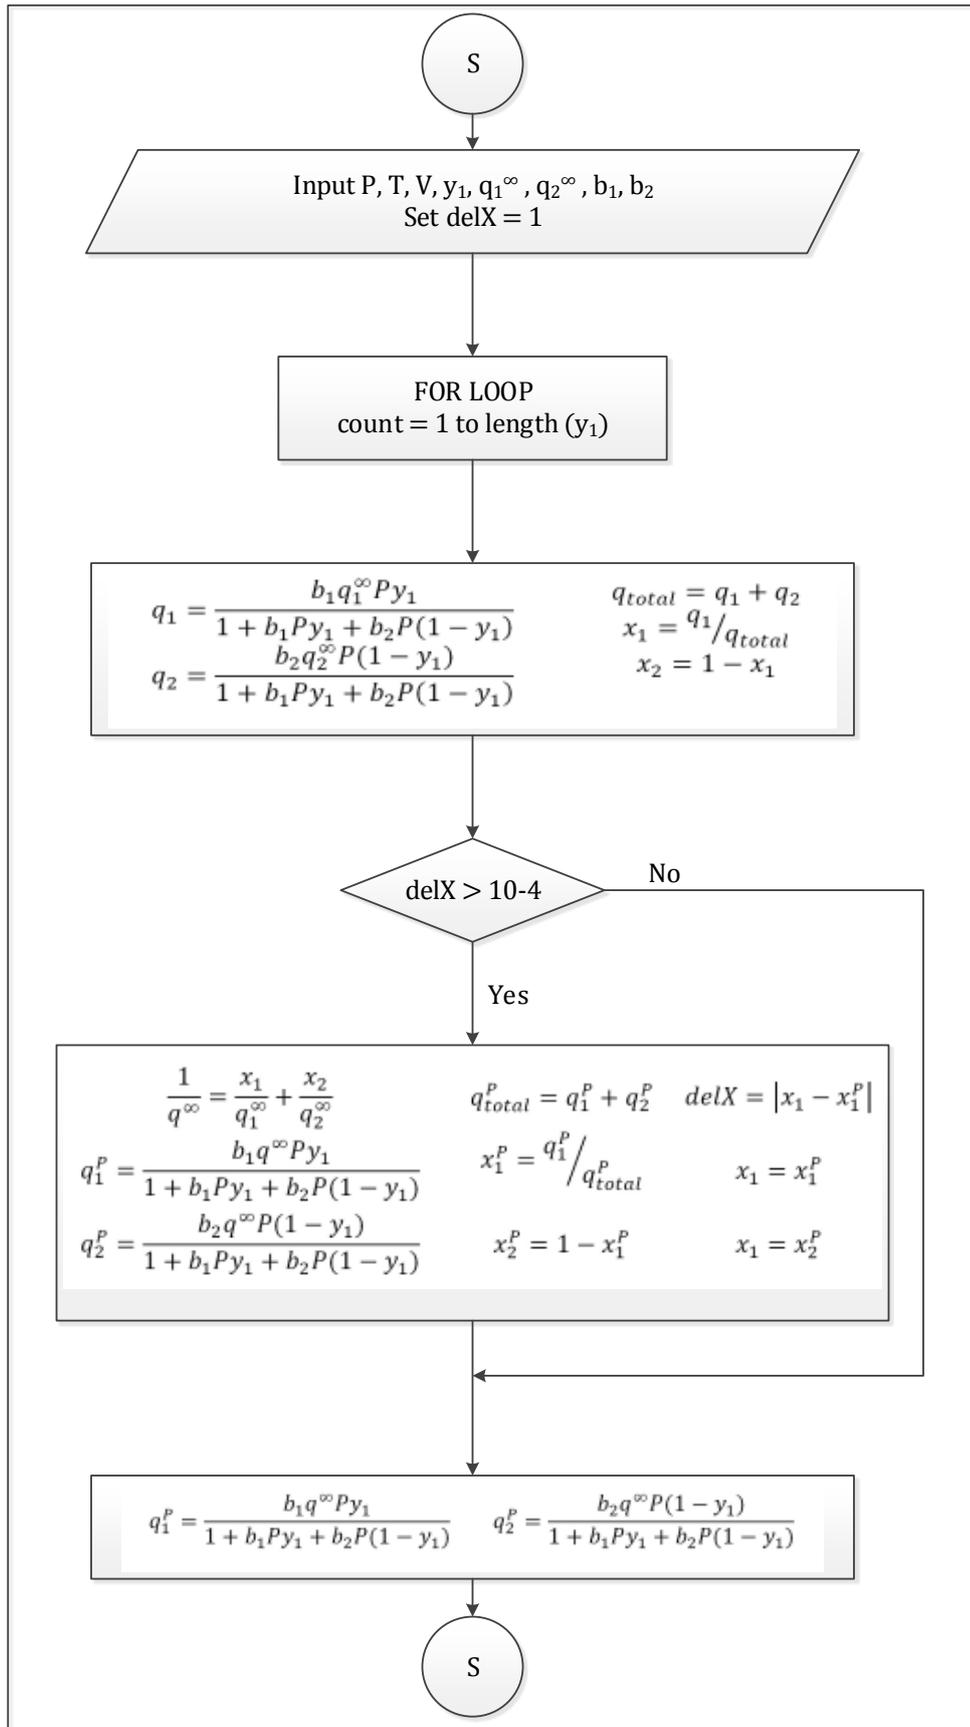 S
Input P, T, V, y₁, q₁^∞ , q₂^∞ , b₁, b₂
Set delX = 1
FOR LOOP
count = 1 to length (y₁)
q₁ = b₁q₁^∞Py₁ / 1 + b₁Py₁ + b₂P(1 − y₁)
q₂ = b₂q₂^∞P(1 − y₁) / 1 + b₁Py₁ + b₂P(1 − y₁)
q_total = q₁ + q₂
x₁ = q₁/q_total
x₂ = 1 − x₁
delX > 10-4
No
Yes
1/q^∞ = x₁/q₁^∞ + x₂/q₂^∞
q₁^P = b₁q^∞Py₁ / 1 + b₁Py₁ + b₂P(1 − y₁)
q₂^P = b₂q^∞P(1 − y₁) / 1 + b₁Py₁ + b₂P(1 − y₁)
q_total^P = q₁^P + q₂^P
x₁^P = q₁^P/q_total^P
x₂^P = 1 − x₁^P
delX = |x₁ − x₁^P|
x₁ = x₁^P
x₁ = x₂^P
q₁^P = b₁q^∞Py₁ / 1 + b₁Py₁ + b₂P(1 − y₁)
q₂^P = b₂q^∞P(1 − y₁) / 1 + b₁Py₁ + b₂P(1 − y₁)
S